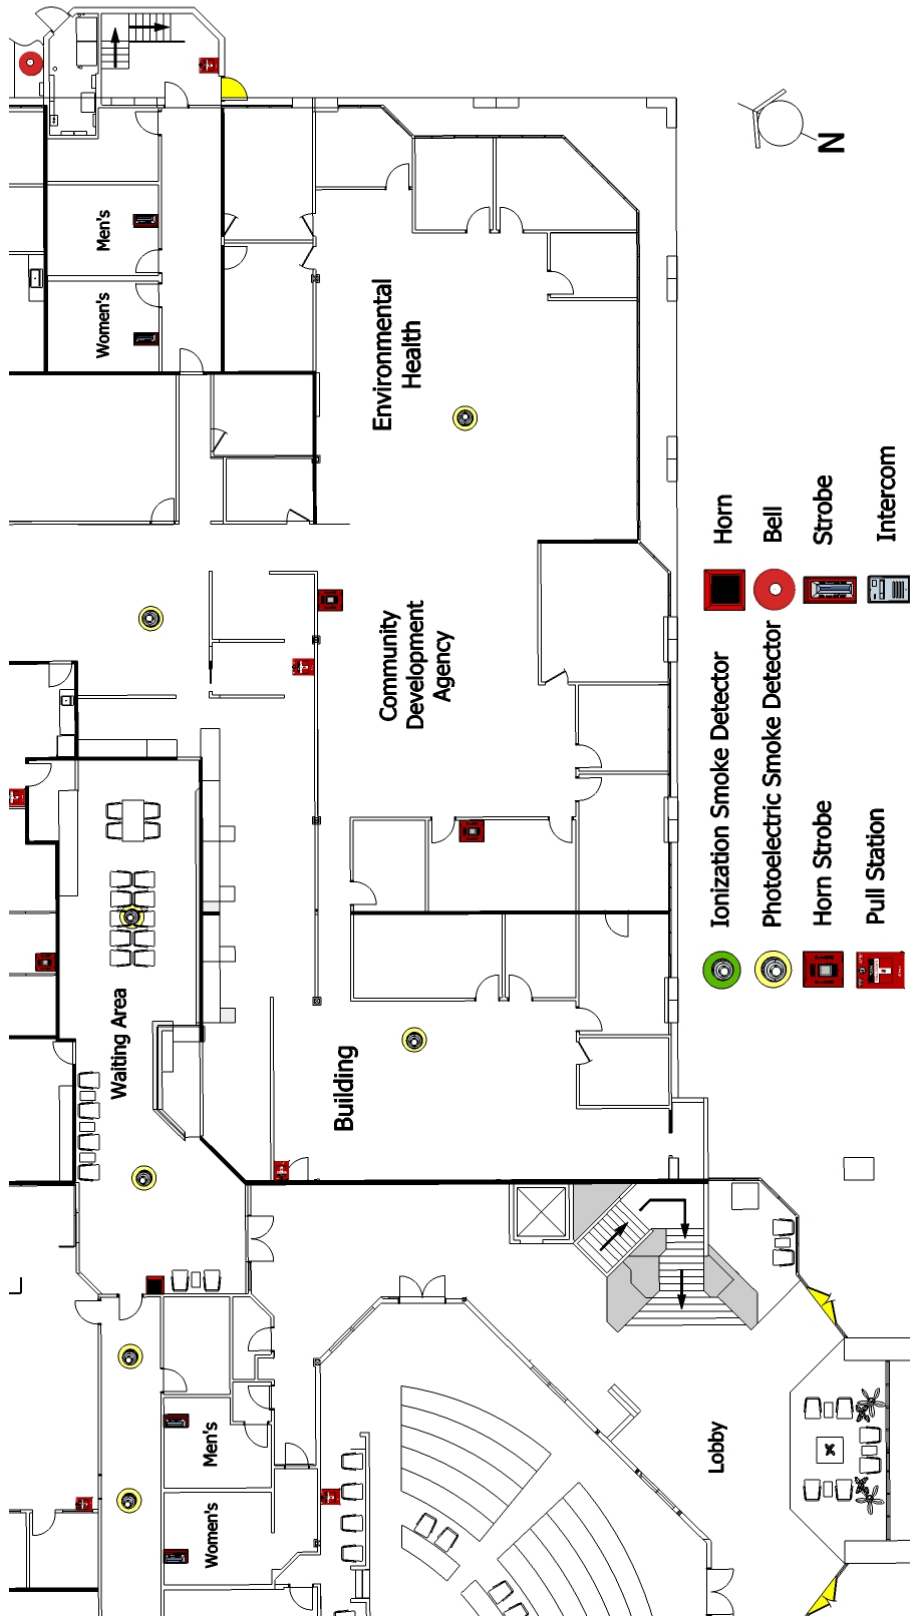 Men's
Women's
Environmental
Health
Community
Development
Agency
Waiting Area
Building
Men's
Women's
Lobby
N
Ionization Smoke Detector
Photoelectric Smoke Detector
Horn Strobe
Pull Station
Horn
Bell
Strobe
Intercom